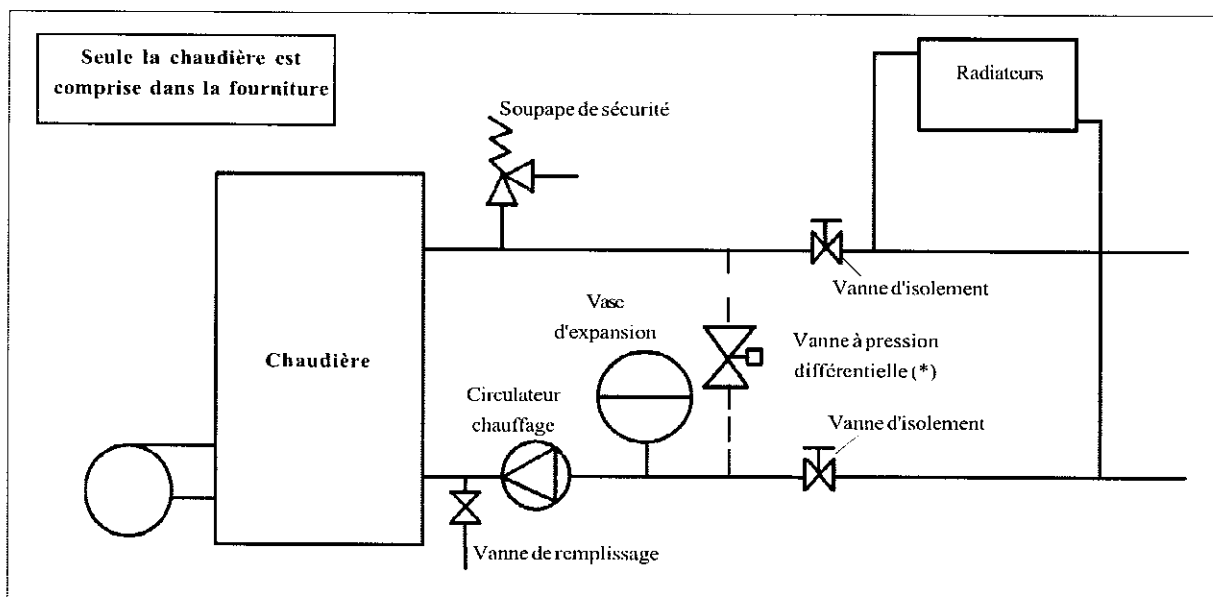 Seule la chaudière est
comprise dans la fourniture
Radiateurs
Soupape de sécurité
Vanne d'isolement
Vase
d'expansion
Vanne à pression
différentielle (*)
Chaudière
Circulateur
chauffage
Vanne d'isolement
Vanne de remplissage